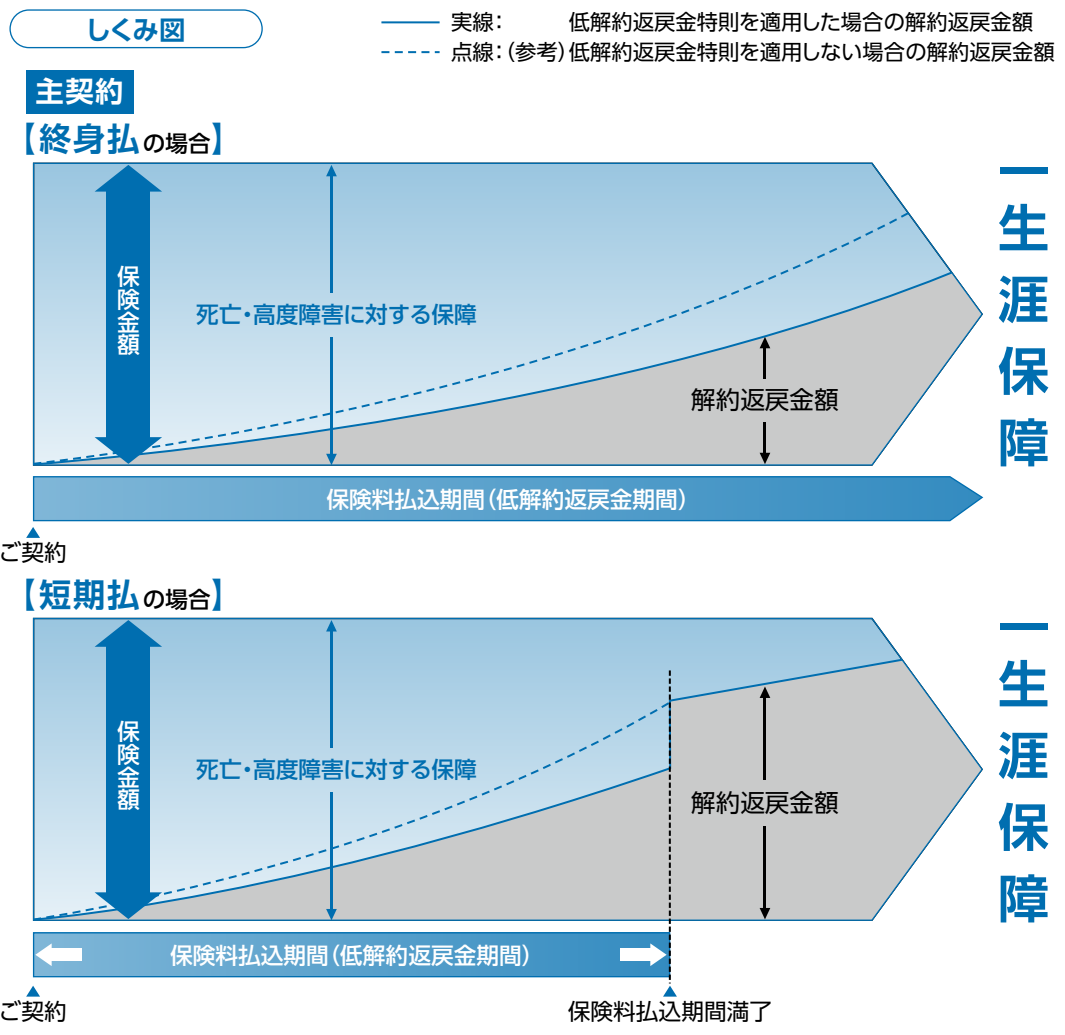 しくみ図
実線： 低解約返戻金特則を適用した場合の解約返戻金額
点線：（参考）低解約返戻金特則を適用しない場合の解約返戻金額
主契約
【終身払の場合】
保険金額
死亡・高度障害に対する保障
解約返戻金額
一生涯保障
保険料払込期間（低解約返戻金期間）
ご契約
【短期払の場合】
保険金額
死亡・高度障害に対する保障
解約返戻金額
一生涯保障
保険料払込期間（低解約返戻金期間）
ご契約
保険料払込期間満了